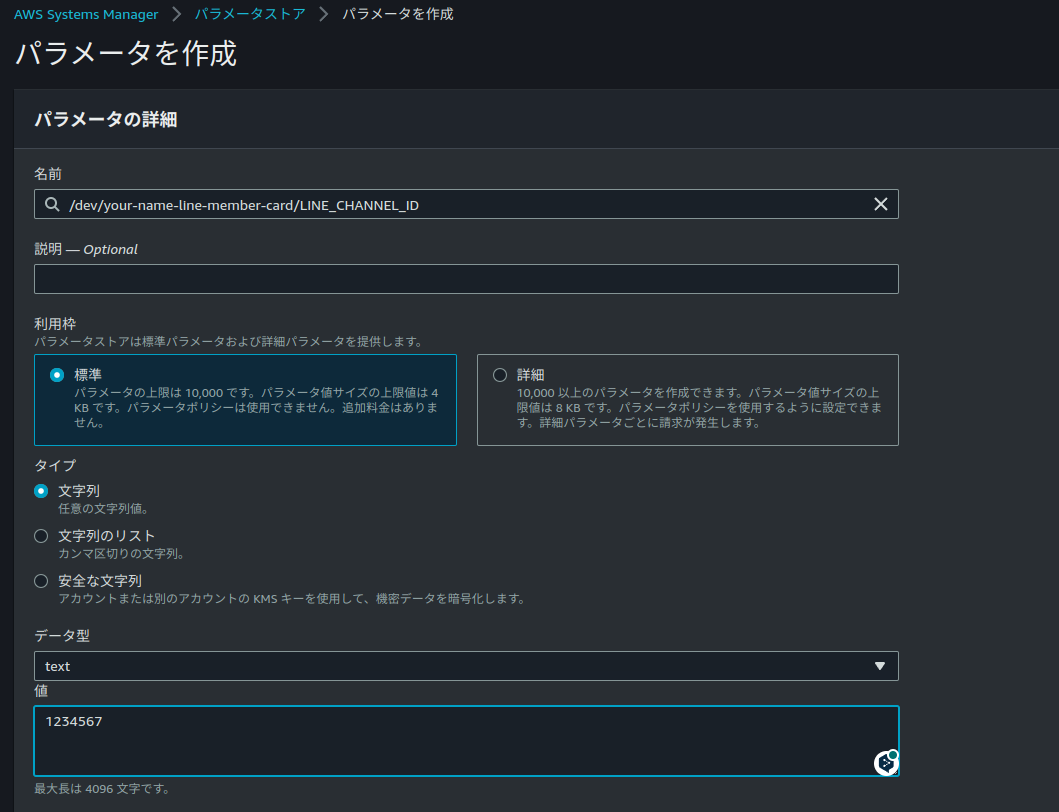 AWS Systems Manager > パラメータストア > パラメータを作成
パラメータを作成
パラメータの詳細
名前
/dev/your-name-line-member-card/LINE_CHANNEL_ID
説明 — Optional
利用枠
パラメータストアは標準パラメータおよび詳細パラメータを提供します。
標準
パラメータの上限は 10,000 です。パラメータ値サイズの上限値は 4
KB です。パラメータポリシーは使用できません。追加料金はありま
せん。
詳細
10,000 以上のパラメータを作成できます。パラメータ値サイズの上
限値は 8 KB です。パラメータポリシーを使用するように設定できま
す。詳細パラメータごとに請求が発生します。
タイプ
文字列
任意の文字列値。
文字列のリスト
カンマ区切りの文字列。
安全な文字列
アカウントまたは別のアカウントの KMS キーを使用して、機密データを暗号化します。
データ型
text
値
1234567
最大長は 4096 文字です。